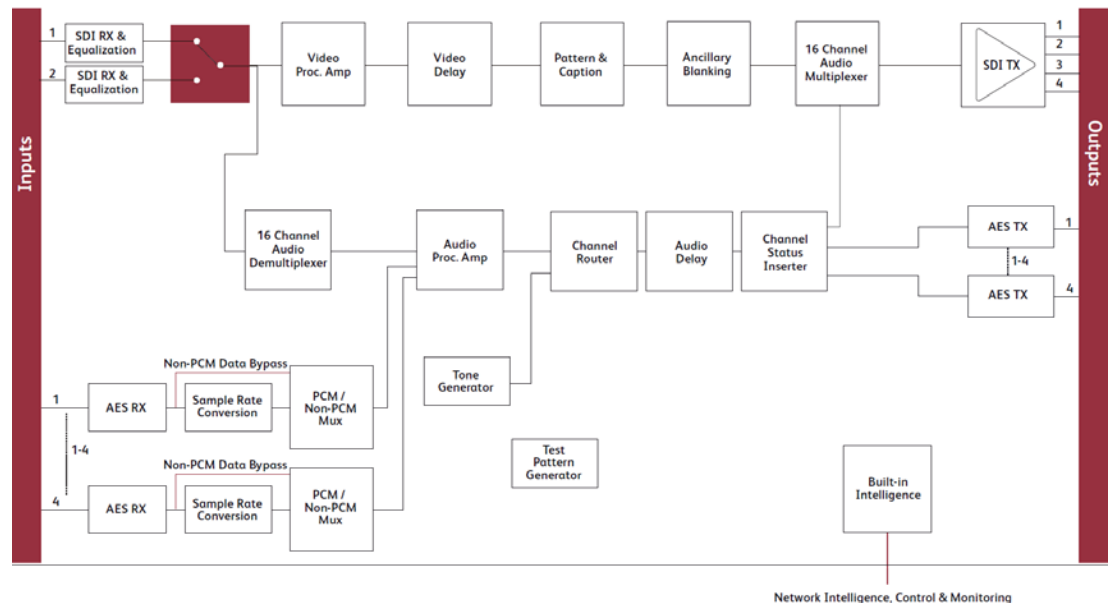 Inputs
1
SDI RX &
Equalization
2
SDI RX &
Equalization
Video
Proc. Amp
Video
Delay
Pattern &
Caption
Ancillary
Blanking
16 Channel
Audio
Multiplexer
SDI TX
1
2
3
4
Outputs
16 Channel
Audio
Demultiplexer
Audio
Proc. Amp
Channel
Router
Audio
Delay
Channel
Status
Inserter
AES TX
1
1-4
AES TX
4
Non-PCM Data Bypass
1
AES RX
Sample Rate
Conversion
PCM /
Non-PCM
Mux
Tone
Generator
1-4
Non-PCM Data Bypass
4
AES RX
Sample Rate
Conversion
PCM /
Non-PCM
Mux
Test
Pattern
Generator
Built-in
Intelligence
Network Intelligence, Control & Monitoring